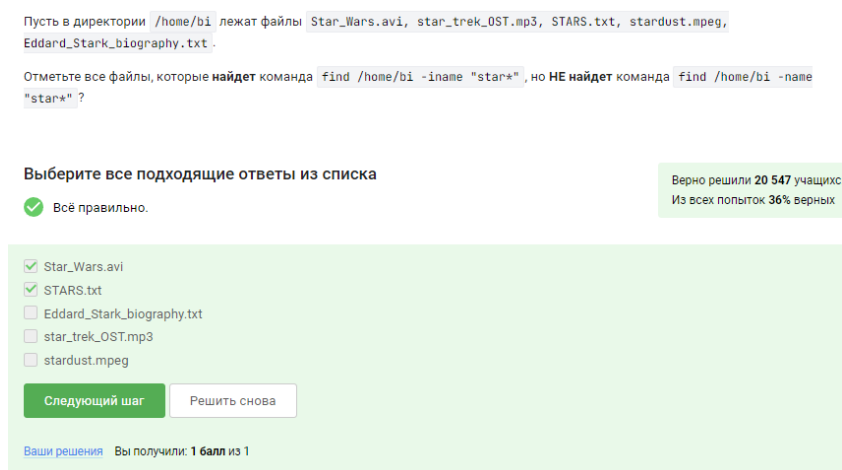 Пусть в директории /home/bi лежат файлы Star_Wars.avi, star_trek_OST.mp3, STARS.txt, stardust.mpeg,
Eddard_Stark_biography.txt.
Отметьте все файлы, которые найдет команда find /home/bi -iname "star*", но НЕ найдет команда find /home/bi -name
"star*"?
Выберите все подходящие ответы из списка
Верно решили 20 547 учащихс
Из всех попыток 36% верных
Всё правильно.
Star_Wars.avi
STARS.txt
Eddard_Stark_biography.txt
star_trek_OST.mp3
stardust.mpeg
Следующий шаг
Решить снова
Ваши решения Вы получили: 1 балл из 1